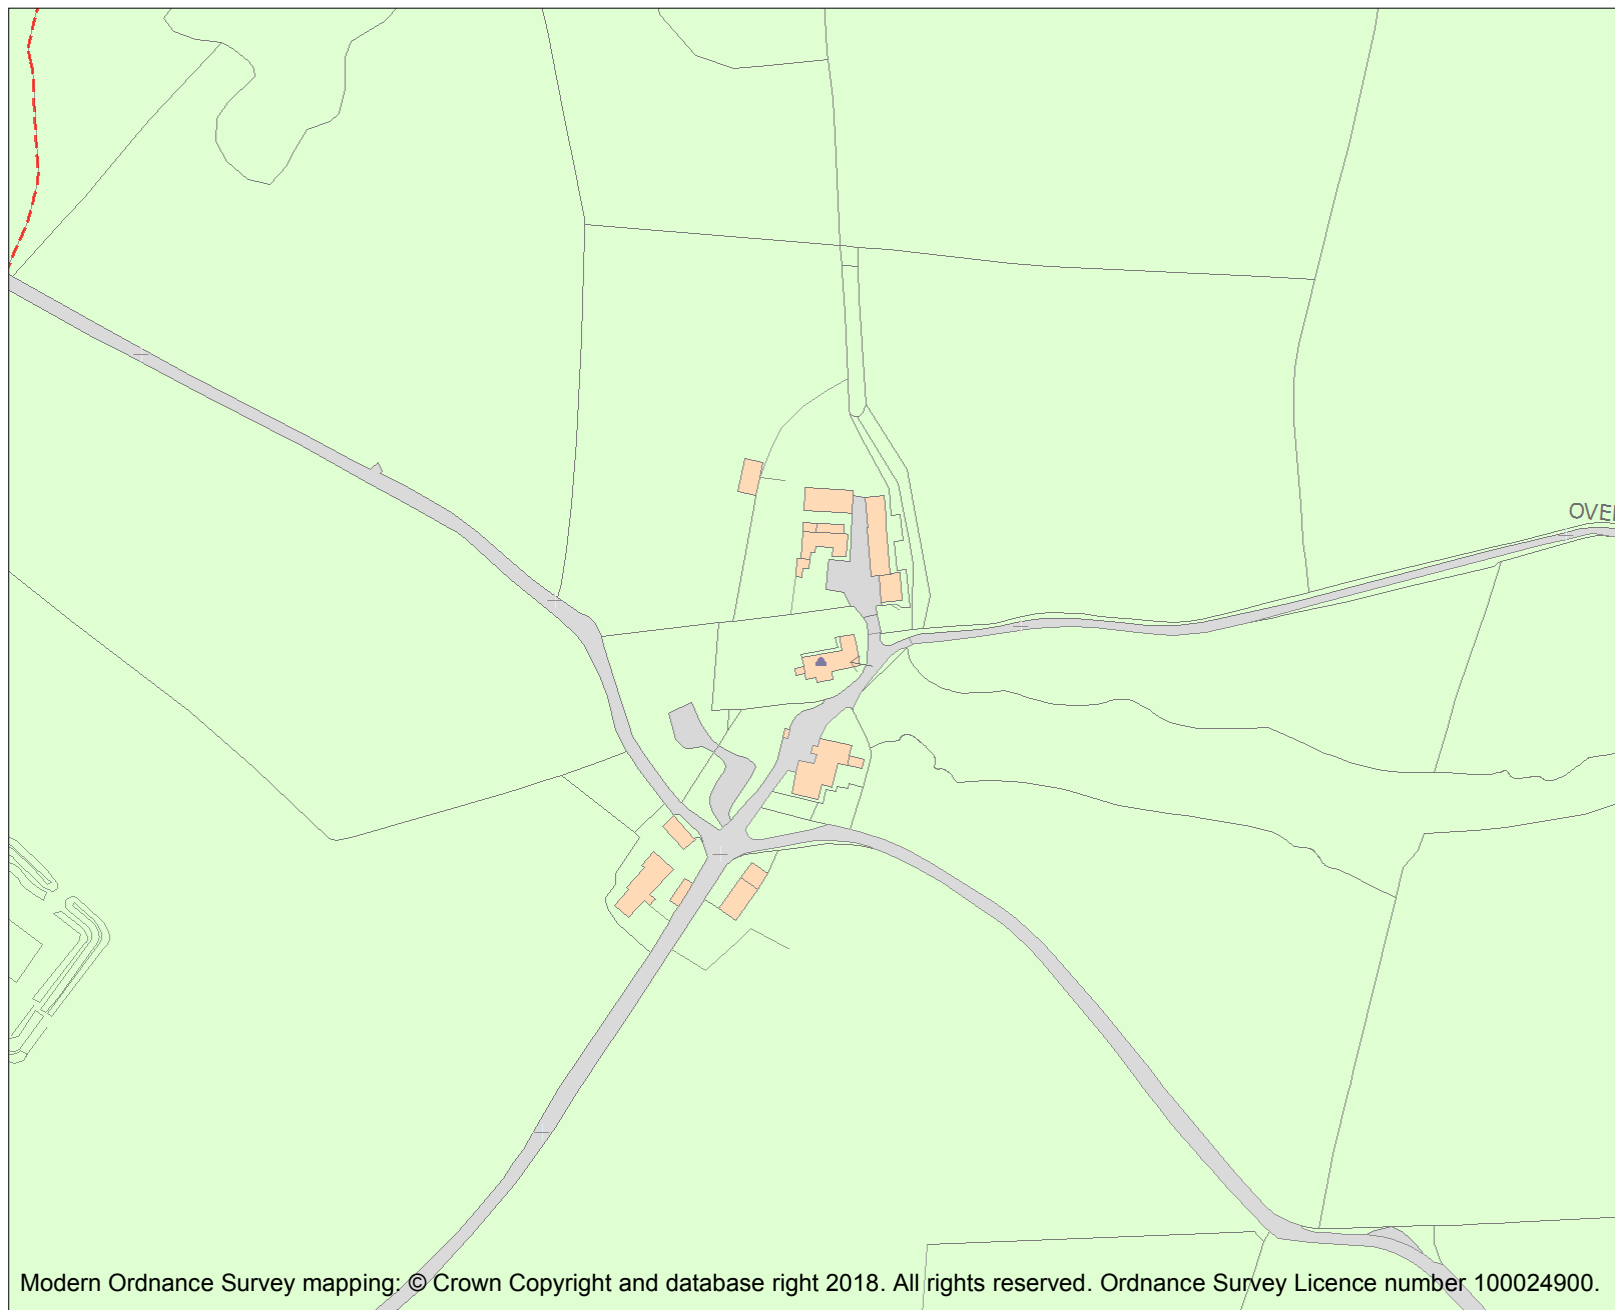 OVE
Modern Ordnance Survey mapping: © Crown Copyright and database right 2018. All rights reserved. Ordnance Survey Licence number 100024900.